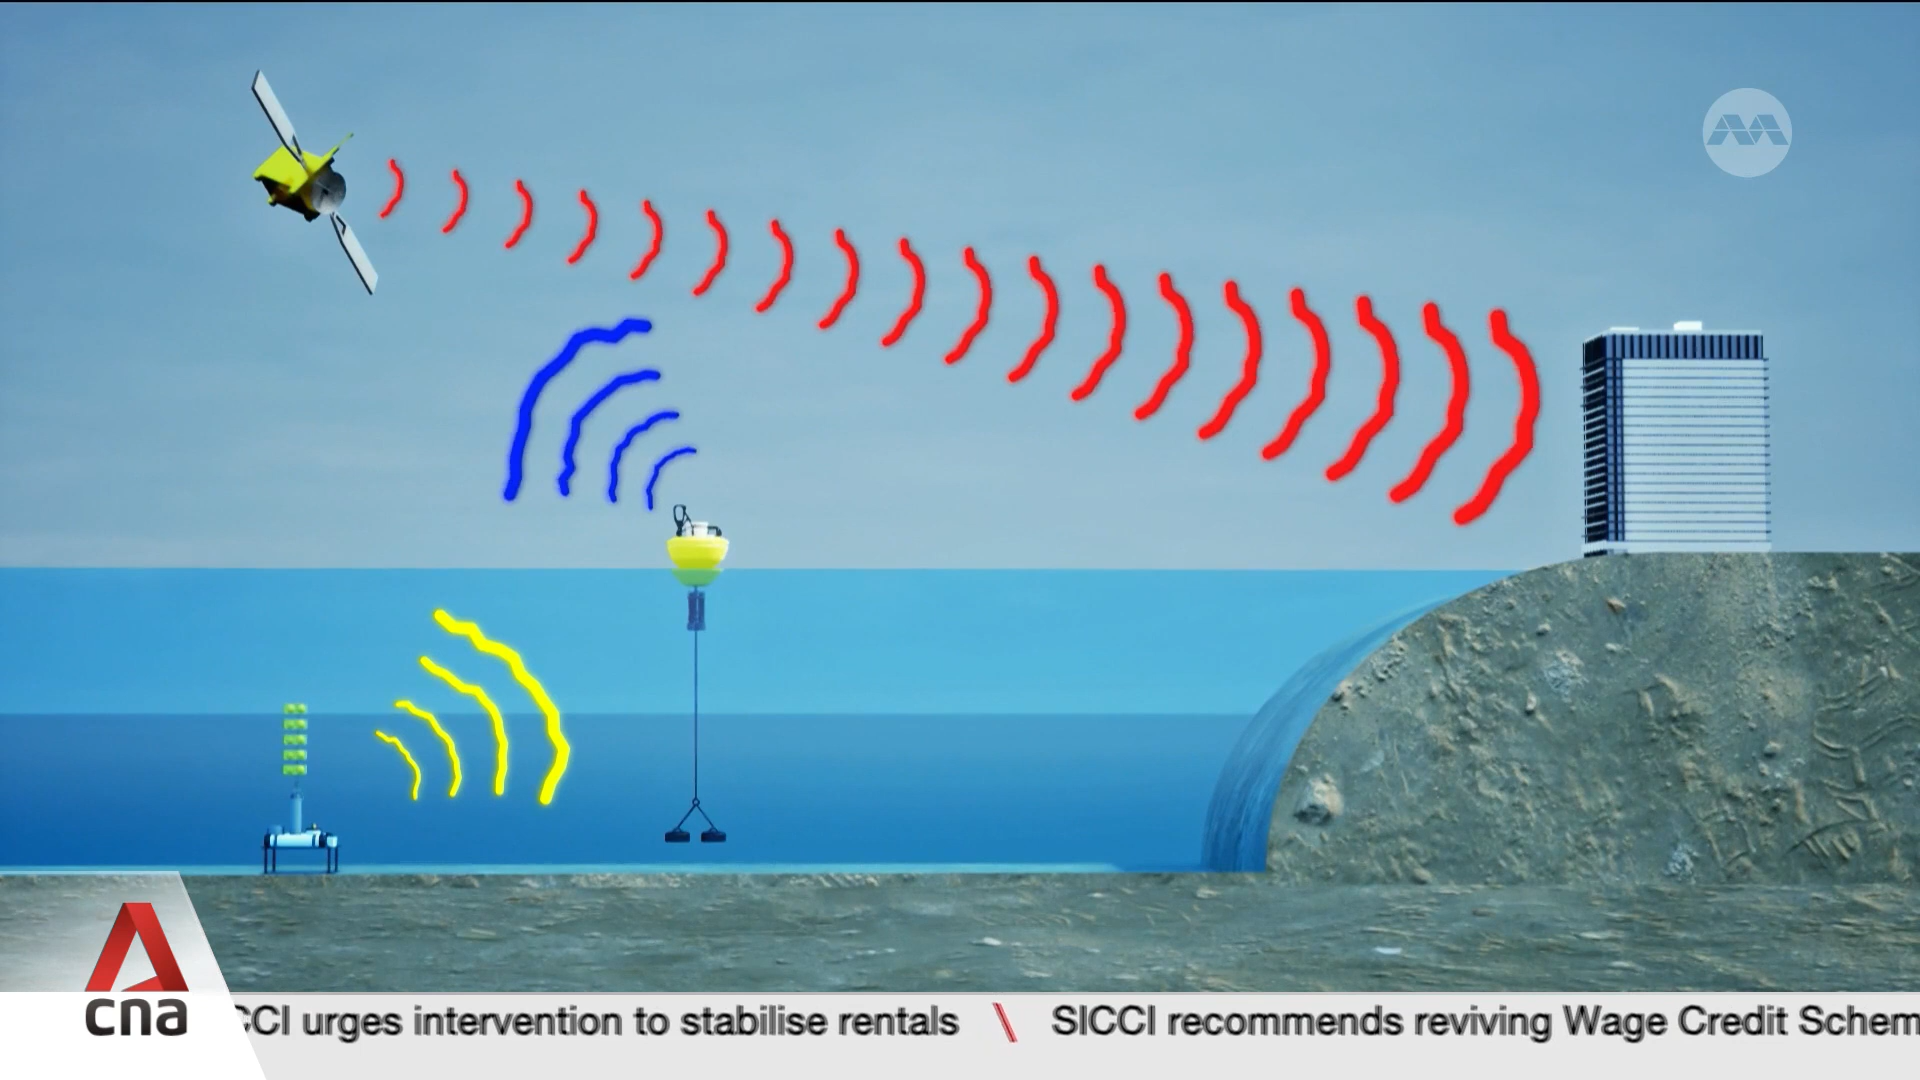 cna
CCI urges intervention to stabilise rentals \ SICCI recommends reviving Wage Credit Schem